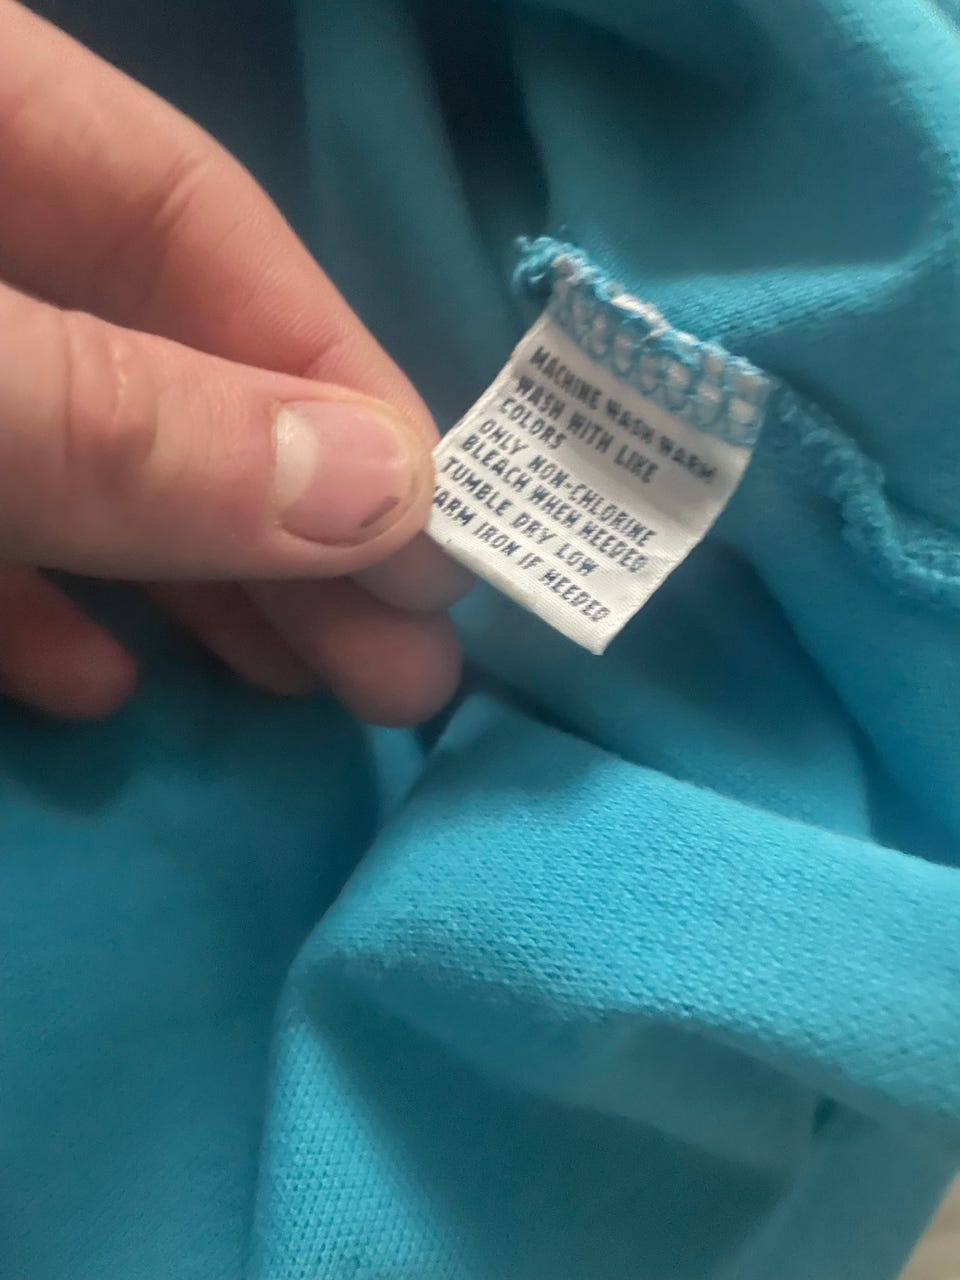 MACHINE WASH WARM
WASH WITH LIKE
COLORS
ONLY NON-CHLORINE
BLEACH WHEN NEEDED
TUMBLE DRY LOW
ARM IRON IF NEEDED